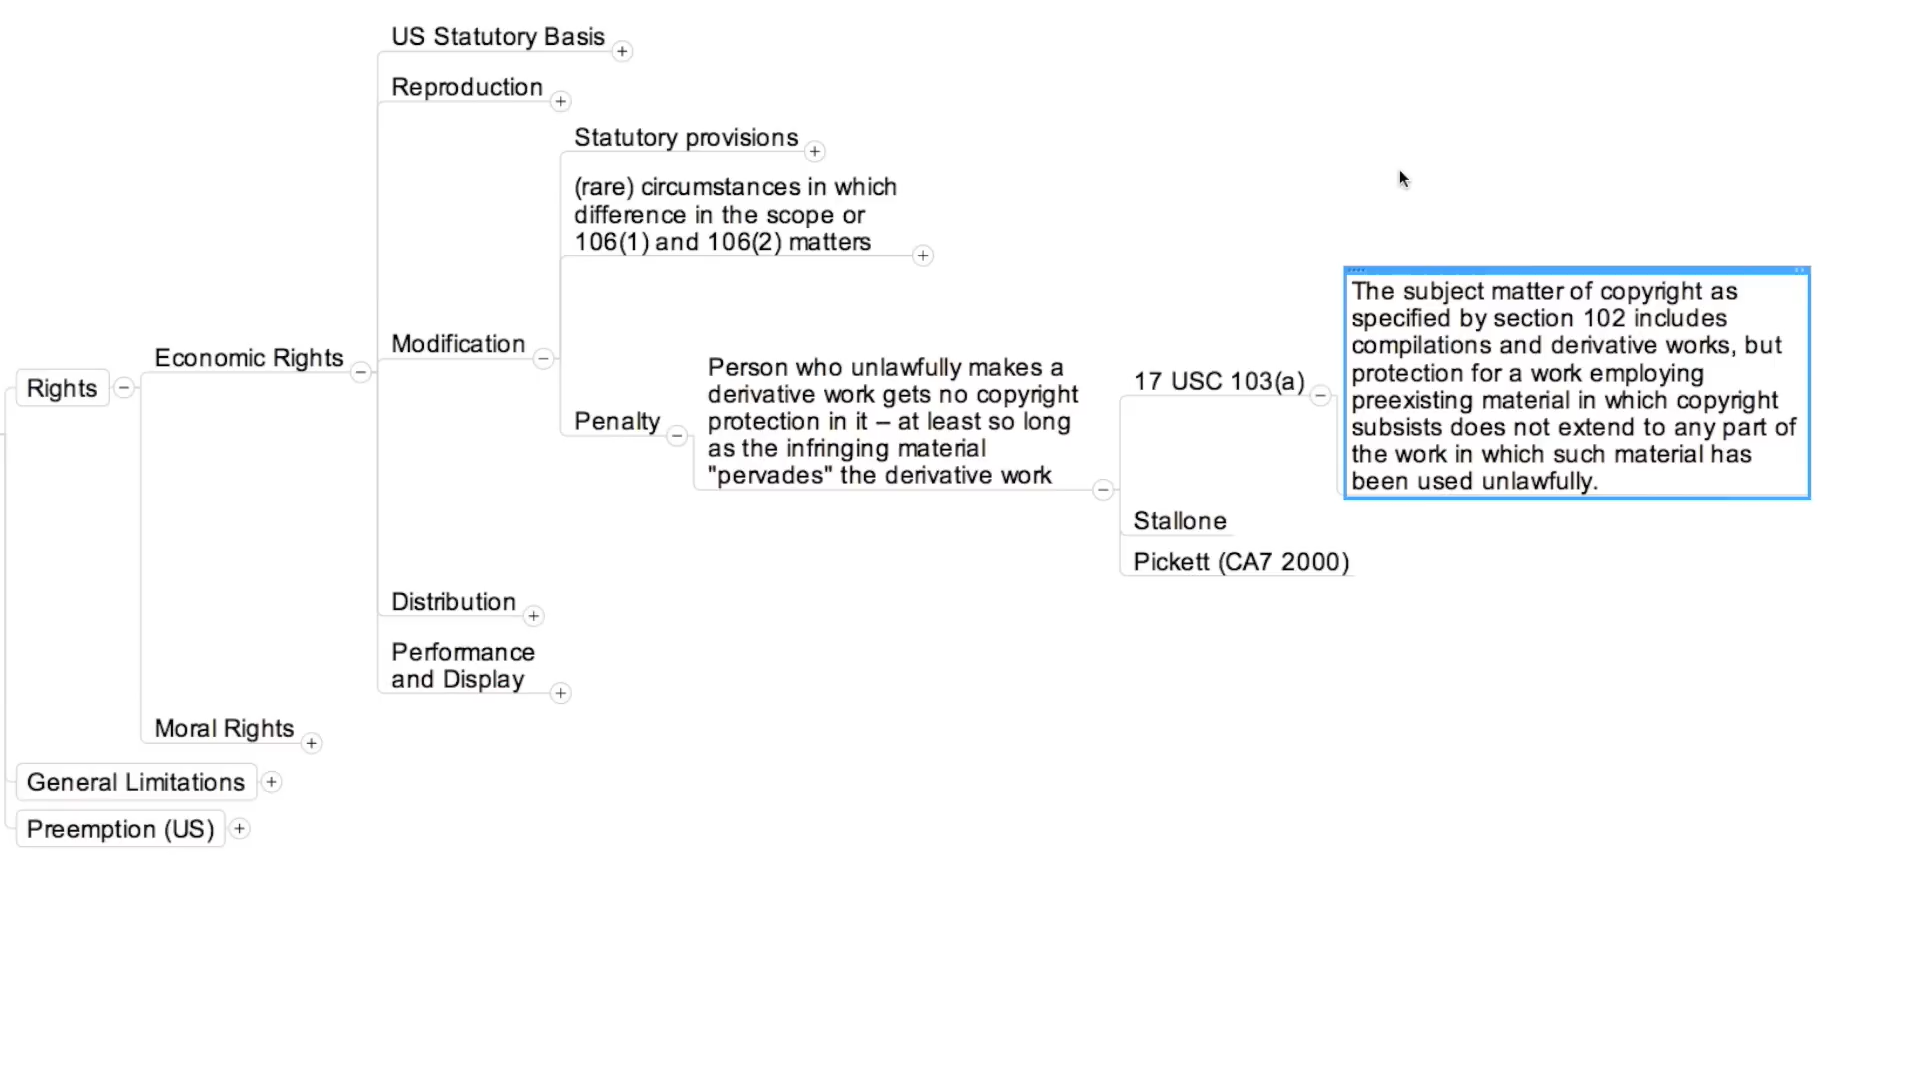 US Statutory Basis
Reproduction
Statutory provisions
(rare) circumstances in which
difference in the scope or
106(1) and 106(2) matters
Rights
Economic Rights
Modification
Penalty
Person who unlawfully makes a
derivative work gets no copyright
protection in it – at least so long
as the infringing material
"pervades" the derivative work
17 USC 103(a)
The subject matter of copyright as
specified by section 102 includes
compilations and derivative works, but
protection for a work employing
preexisting material in which copyright
subsists does not extend to any part of
the work in which such material has
been used unlawfully.
Stallone
Pickett (CA7 2000)
Distribution
Performance
and Display
Moral Rights
General Limitations
Preemption (US)